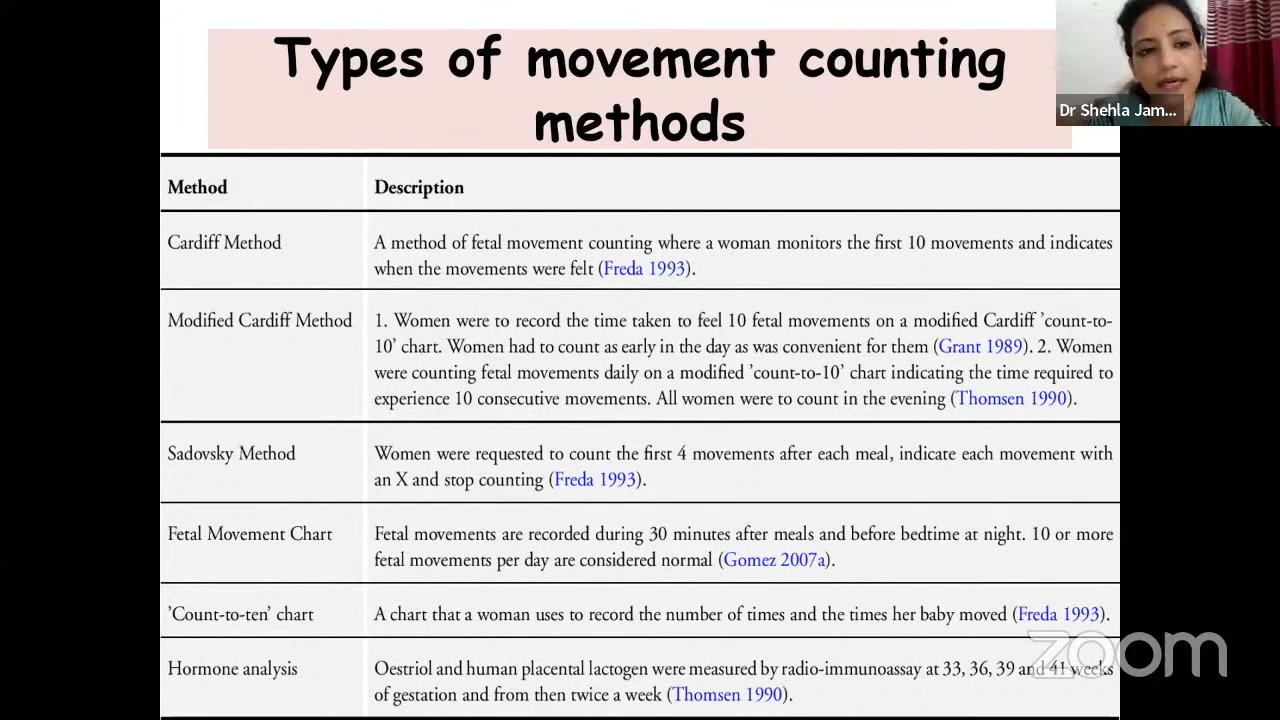 Types of movement counting
methods
Dr Shehla Jam...
Method Description
Cardiff Method A method of fetal movement counting where a woman monitors the first 10 movements and indicates
when the movements were felt (Freda 1993).
Modified Cardiff Method 1. Women were to record the time taken to feel 10 fetal movements on a modified Cardiff 'count-to-
10' chart. Women had to count as early in the day as was convenient for them (Grant 1989). 2. Women
were counting fetal movements daily on a modified 'count-to-10' chart indicating the time required to
experience 10 consecutive movements. All women were to count in the evening (Thomsen 1990).
Sadovsky Method Women were requested to count the first 4 movements after each meal, indicate each movement with
an X and stop counting (Freda 1993).
Fetal Movement Chart Fetal movements are recorded during 30 minutes after meals and before bedtime at night. 10 or more
fetal movements per day are considered normal (Gomez 2007a).
'Count-to-ten' chart A chart that a woman uses to record the number of times and the times her baby moved (Freda 1993).
Hormone analysis Oestriol and human placental lactogen were measured by radio-immunoassay at 33, 36, 39 and 41 weeks
of gestation and from then twice a week (Thomsen 1990).
zoom